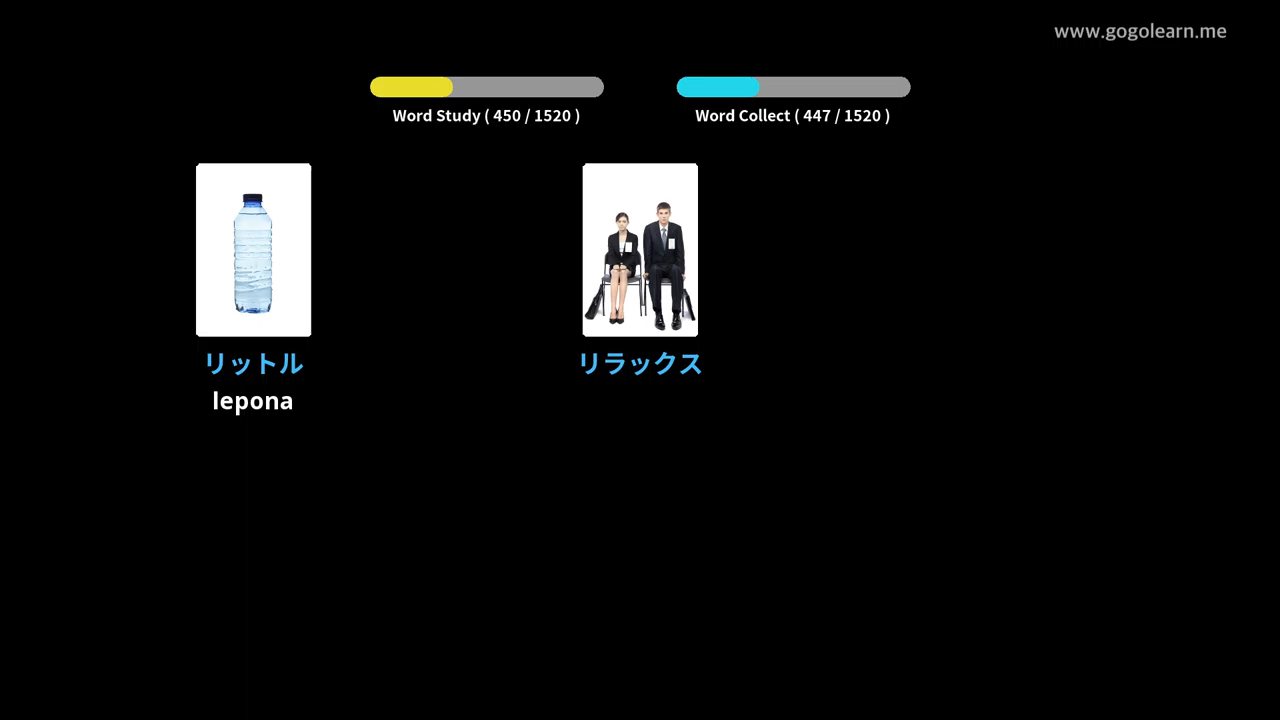 www.gogolearn.me
Word Study ( 450 / 1520 )
Word Collect ( 447 / 1520 )
リットル
lepona
リラックス